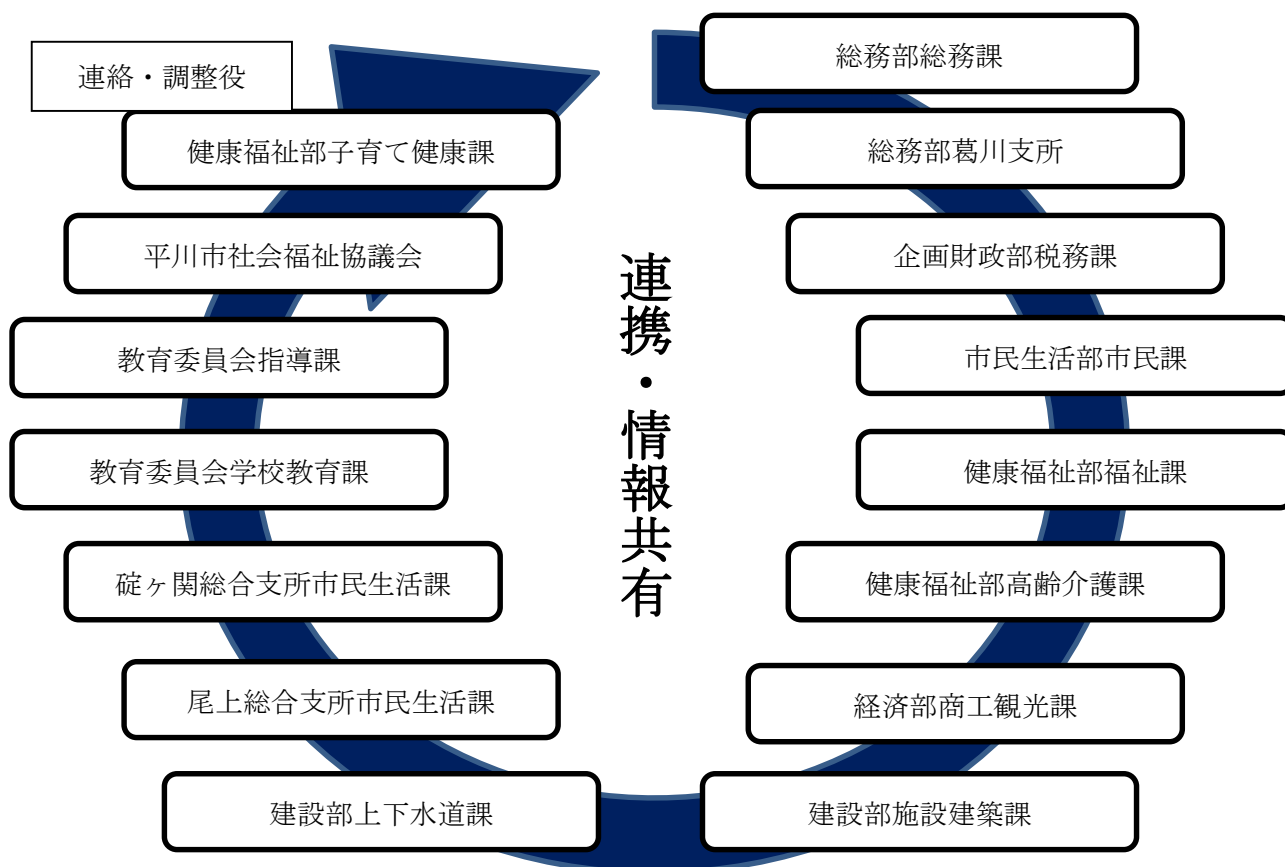 連絡・調整役
健康福祉部子育て健康課
平川市社会福祉協議会
教育委員会指導課
教育委員会学校教育課
碇ヶ関総合支所市民生活課
尾上総合支所市民生活課
建設部上下水道課
連携・情報共有
総務部総務課
総務部葛川支所
企画財政部税務課
市民生活部市民課
健康福祉部福祉課
健康福祉部高齢介護課
経済部商工観光課
建設部施設建築課